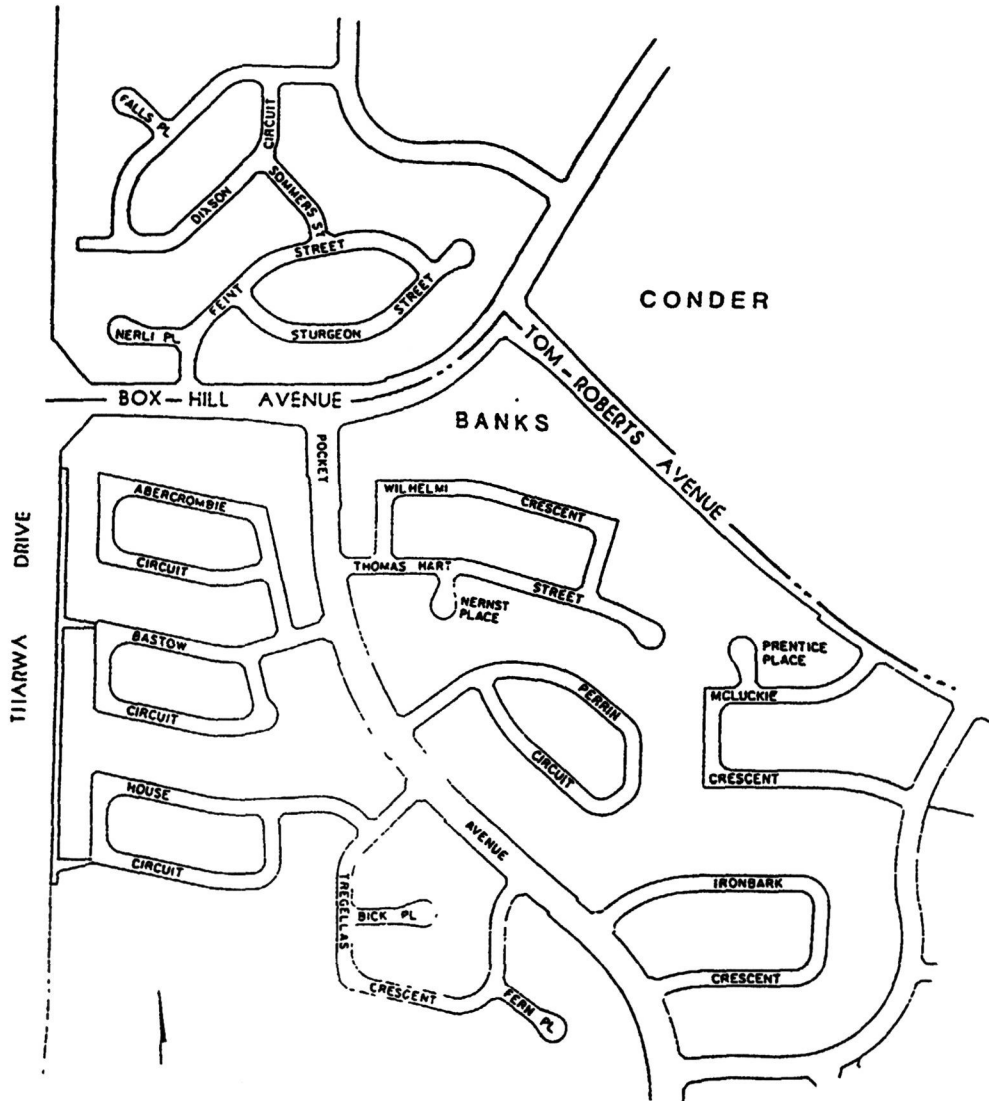 FALLS PL
CIRCUIT
DIXSON
SOMMERS ST
STREET
FEINT
STREET
STURGEON
NERLI PL
CONDER
TOM-ROBERTS AVENUE
BOX-HILL AVENUE
BANKS
POCKET
WILHELMI
CRESCENT
ABERCROMBIE
CIRCUIT
THOMAS HART
STREET
NERNST
PLACE
THARWA DRIVE
BASTOW
CIRCUIT
PRENTICE
PLACE
PERRIN
CIRCUIT
MCLUCKIE
CRESCENT
HOUSE
CIRCUIT
AVENUE
TREGELLAS
BICK PL
CRESCENT
FERN PL
IRONBARK
CRESCENT